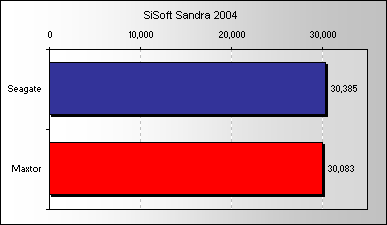 SiSoft Sandra 2004
0 10,000 20,000 30,000
Seagate 30,385
Maxtor 30,083